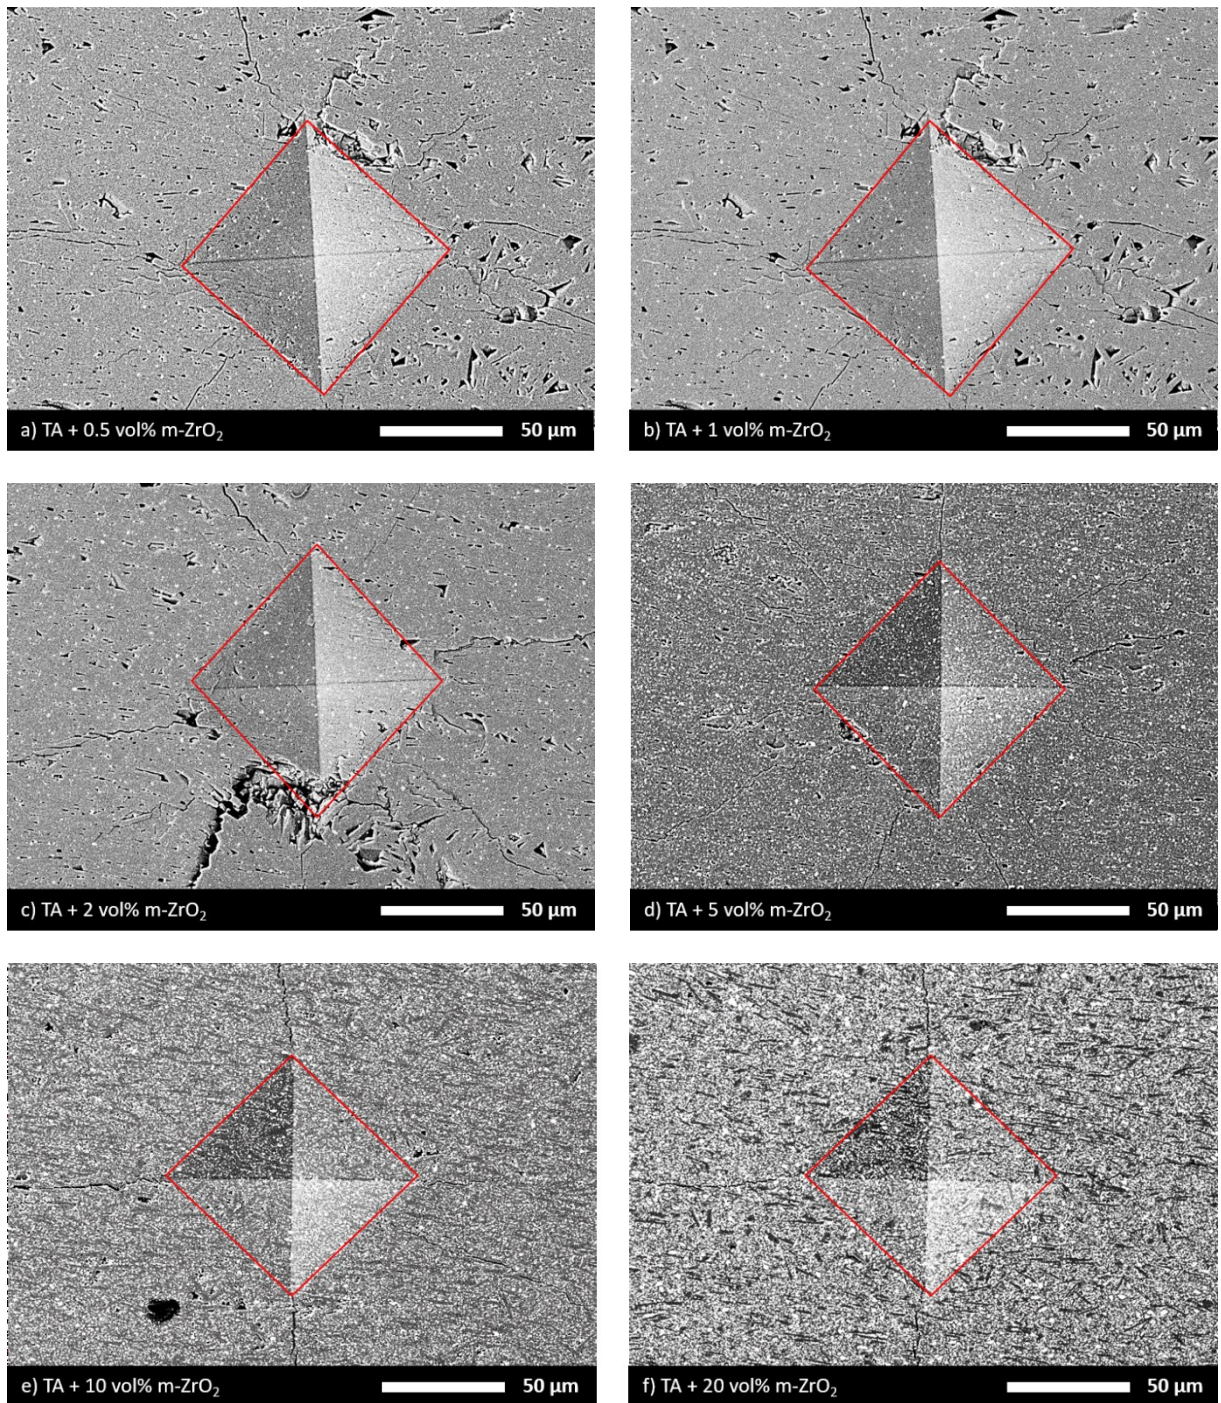 a) TA + 0.5 vol% m-ZrO₂ 50 µm
b) TA + 1 vol% m-ZrO₂ 50 µm
c) TA + 2 vol% m-ZrO₂ 50 µm
d) TA + 5 vol% m-ZrO₂ 50 µm
e) TA + 10 vol% m-ZrO₂ 50 µm
f) TA + 20 vol% m-ZrO₂ 50 µm